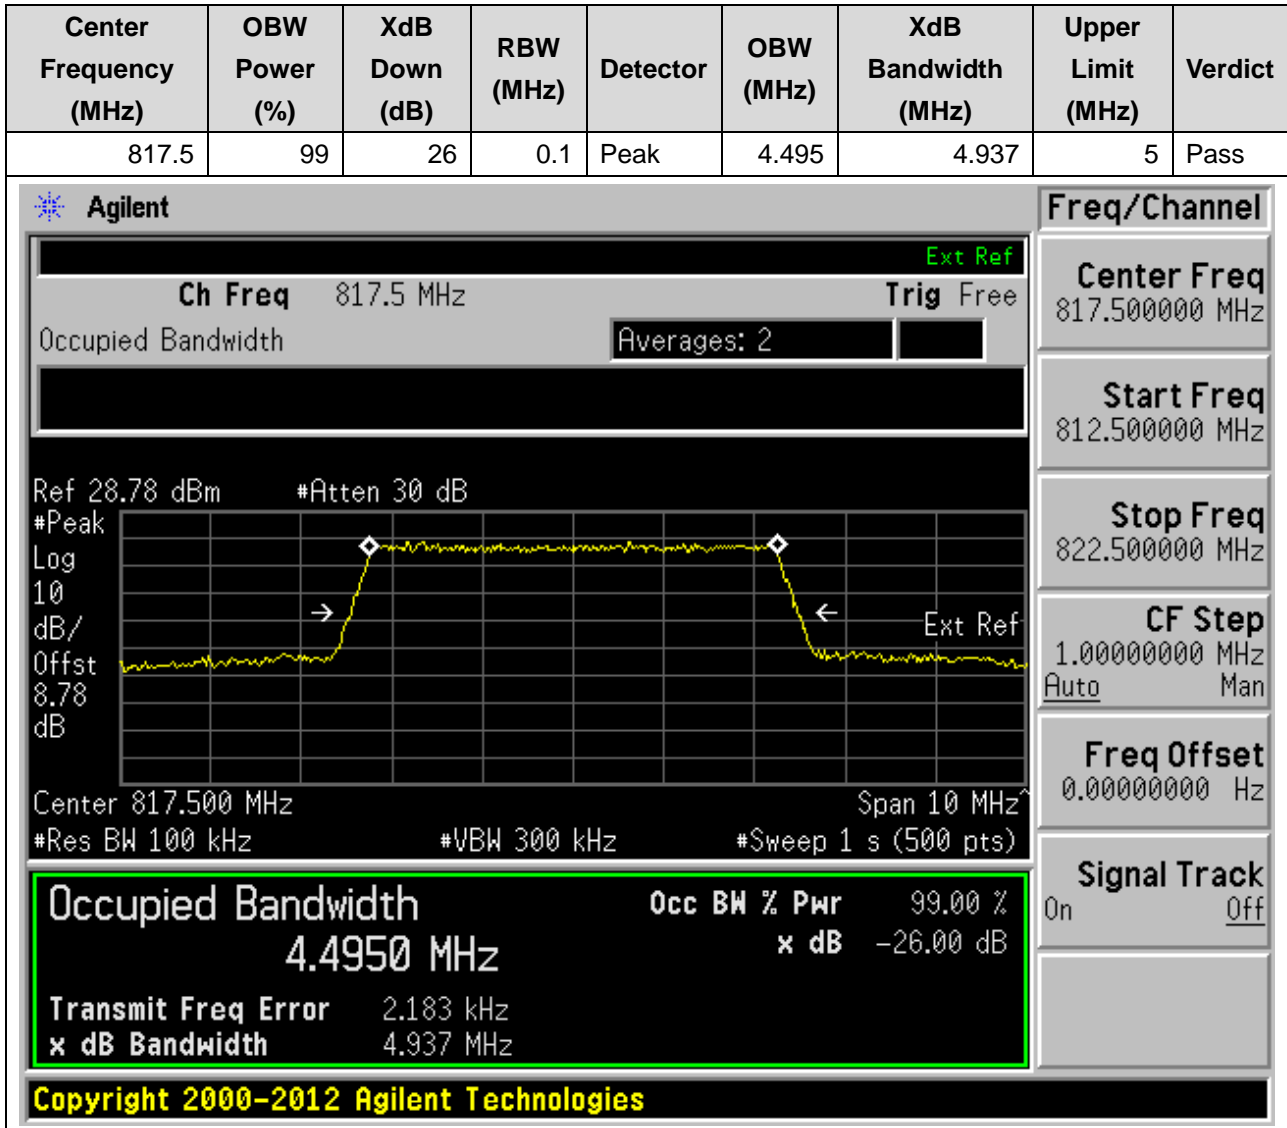 Center Frequency (MHz) OBW Power (%) XdB Down (dB) RBW (MHz) Detector OBW (MHz) XdB Bandwidth (MHz) Upper Limit (MHz) Verdict
817.5 99 26 0.1 Peak 4.495 4.937 5 Pass
Agilent
Ext Ref
Ch Freq 817.5 MHz Trig Free
Occupied Bandwidth Averages: 2
Ref 28.78 dBm #Atten 30 dB
#Peak
Log
10
dB/
Offst
8.78
dB
Ext Ref
Center 817.500 MHz Span 10 MHz^
#Res BW 100 kHz #VBW 300 kHz #Sweep 1 s (500 pts)
Occupied Bandwidth Occ BW % Pwr 99.00 %
4.4950 MHz x dB -26.00 dB
Transmit Freq Error 2.183 kHz
x dB Bandwidth 4.937 MHz
Copyright 2000-2012 Agilent Technologies
Freq/Channel
Center Freq
817.500000 MHz
Start Freq
812.500000 MHz
Stop Freq
822.500000 MHz
CF Step
1.00000000 MHz
Auto Man
Freq Offset
0.00000000 Hz
Signal Track
On Off